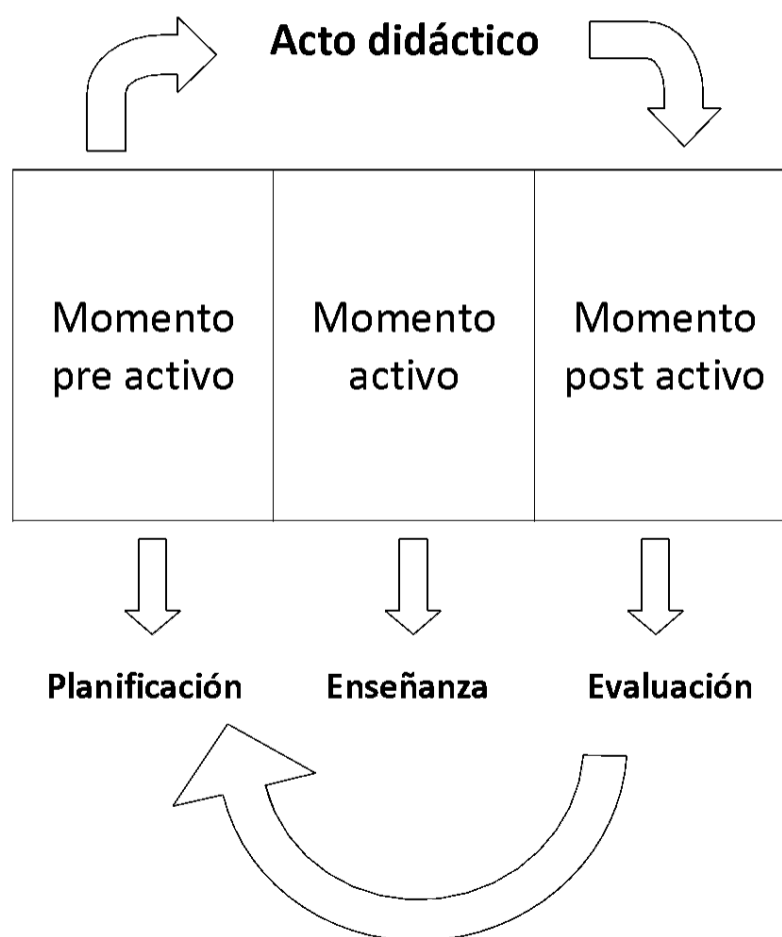 Acto didáctico
Momento
pre activo
Momento
activo
Momento
post activo
Planificación
Enseñanza
Evaluación